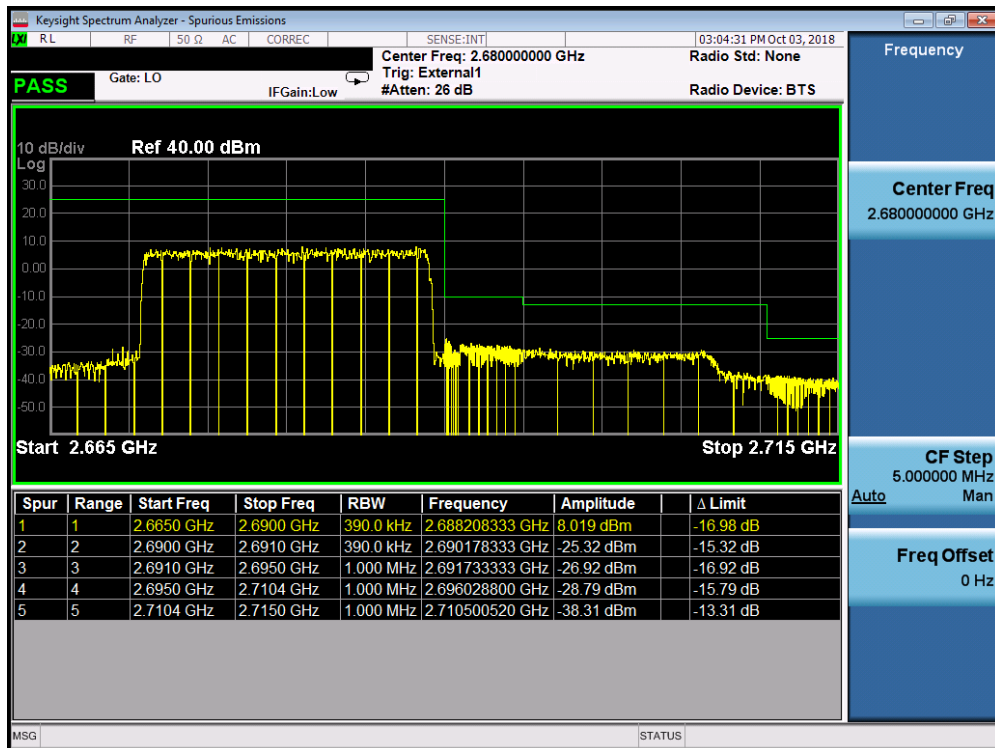 Keysight Spectrum Analyzer - Spurious Emissions
LXI RL RF 50 Ω AC CORREC SENSE:INT 03:04:31 PM Oct 03, 2018
Center Freq: 2.680000000 GHz Radio Std: None
Gate: LO Trig: External1
PASS IFGain:Low #Atten: 26 dB Radio Device: BTS
10 dB/div Ref 40.00 dBm
Log
30.0
20.0
10.0
0.00
-10.0
-20.0
-30.0
-40.0
-50.0
Start 2.665 GHz Stop 2.715 GHz
Spur Range Start Freq Stop Freq RBW Frequency Amplitude Δ Limit
1 1 2.6650 GHz 2.6900 GHz 390.0 kHz 2.688208333 GHz 8.019 dBm -16.98 dB
2 2 2.6900 GHz 2.6910 GHz 390.0 kHz 2.690178333 GHz -25.32 dBm -15.32 dB
3 3 2.6910 GHz 2.6950 GHz 1.000 MHz 2.691733333 GHz -26.92 dBm -16.92 dB
4 4 2.6950 GHz 2.7104 GHz 1.000 MHz 2.696028800 GHz -28.79 dBm -15.79 dB
5 5 2.7104 GHz 2.7150 GHz 1.000 MHz 2.710500520 GHz -38.31 dBm -13.31 dB
MSG STATUS
Frequency
Center Freq
2.680000000 GHz
CF Step
5.000000 MHz
Auto Man
Freq Offset
0 Hz